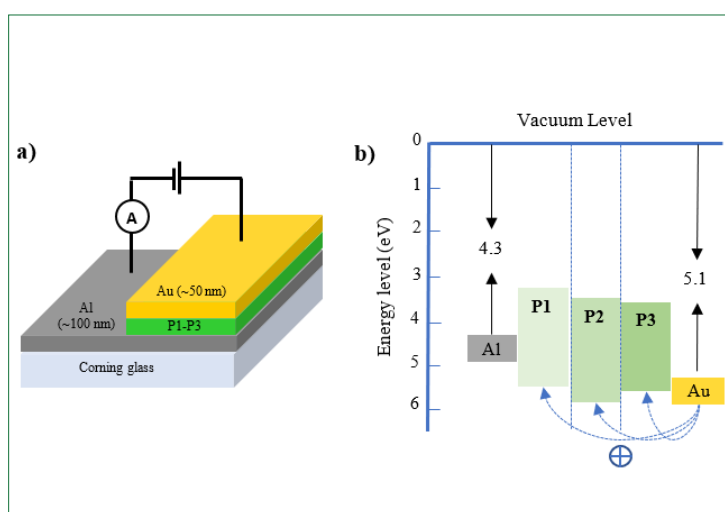 a)
A
Au (~50 nm)
Al
(~100 nm)
P1-P3
Corning glass
b)
Vacuum Level
Energy level (eV)
0
1
2
3
4
5
6
4.3
5.1
P1
P2
P3
Al
Au